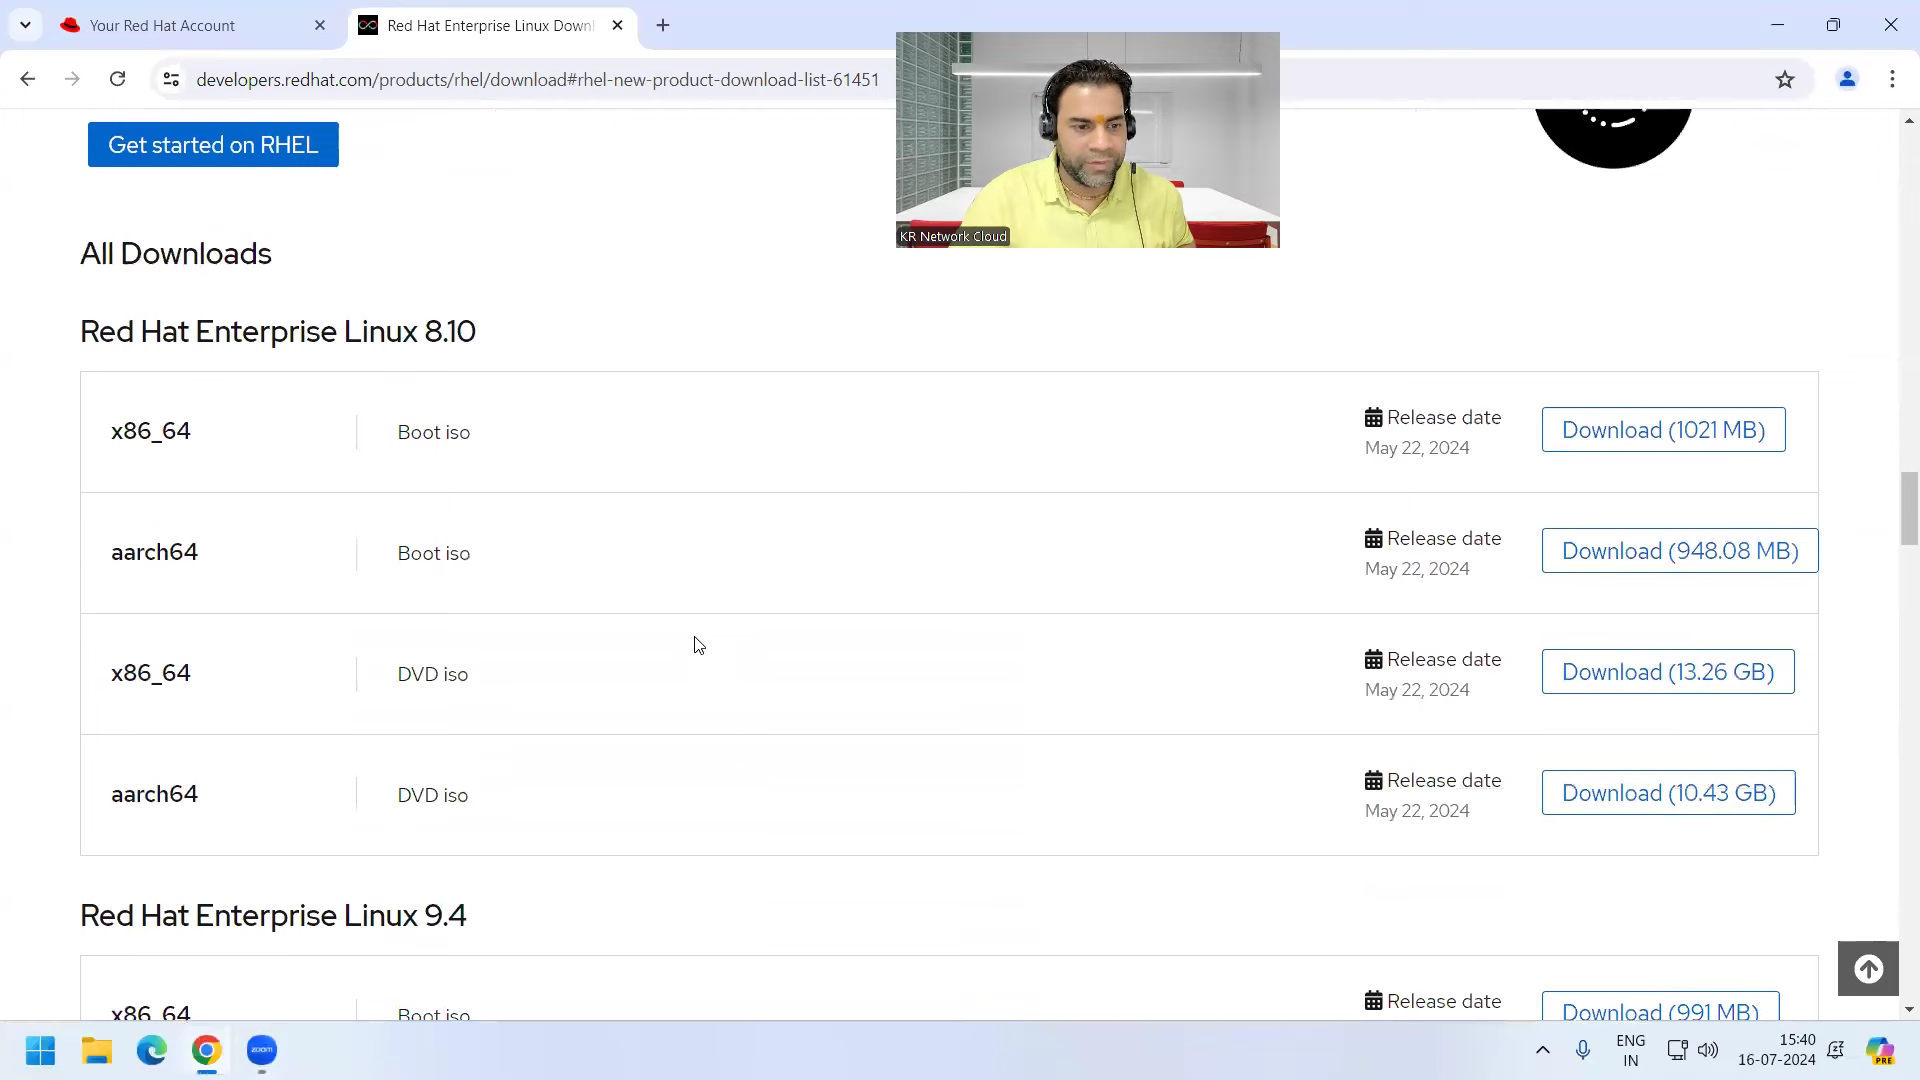 Your Red Hat Account
Red Hat Enterprise Linux Down
developers.redhat.com/products/rhel/download#rhel-new-product-download-list-61451
Get started on RHEL
KR Network Cloud
All Downloads
Red Hat Enterprise Linux 8.10
x86_64 Boot iso Release date Download (1021 MB)
May 22, 2024
aarch64 Boot iso Release date Download (948.08 MB)
May 22, 2024
x86_64 DVD iso Release date Download (13.26 GB)
May 22, 2024
aarch64 DVD iso Release date Download (10.43 GB)
May 22, 2024
Red Hat Enterprise Linux 9.4
x86_64 Boot iso Release date Download (991 MB)
zoom
ENG
IN
15:40
16-07-2024
PRE